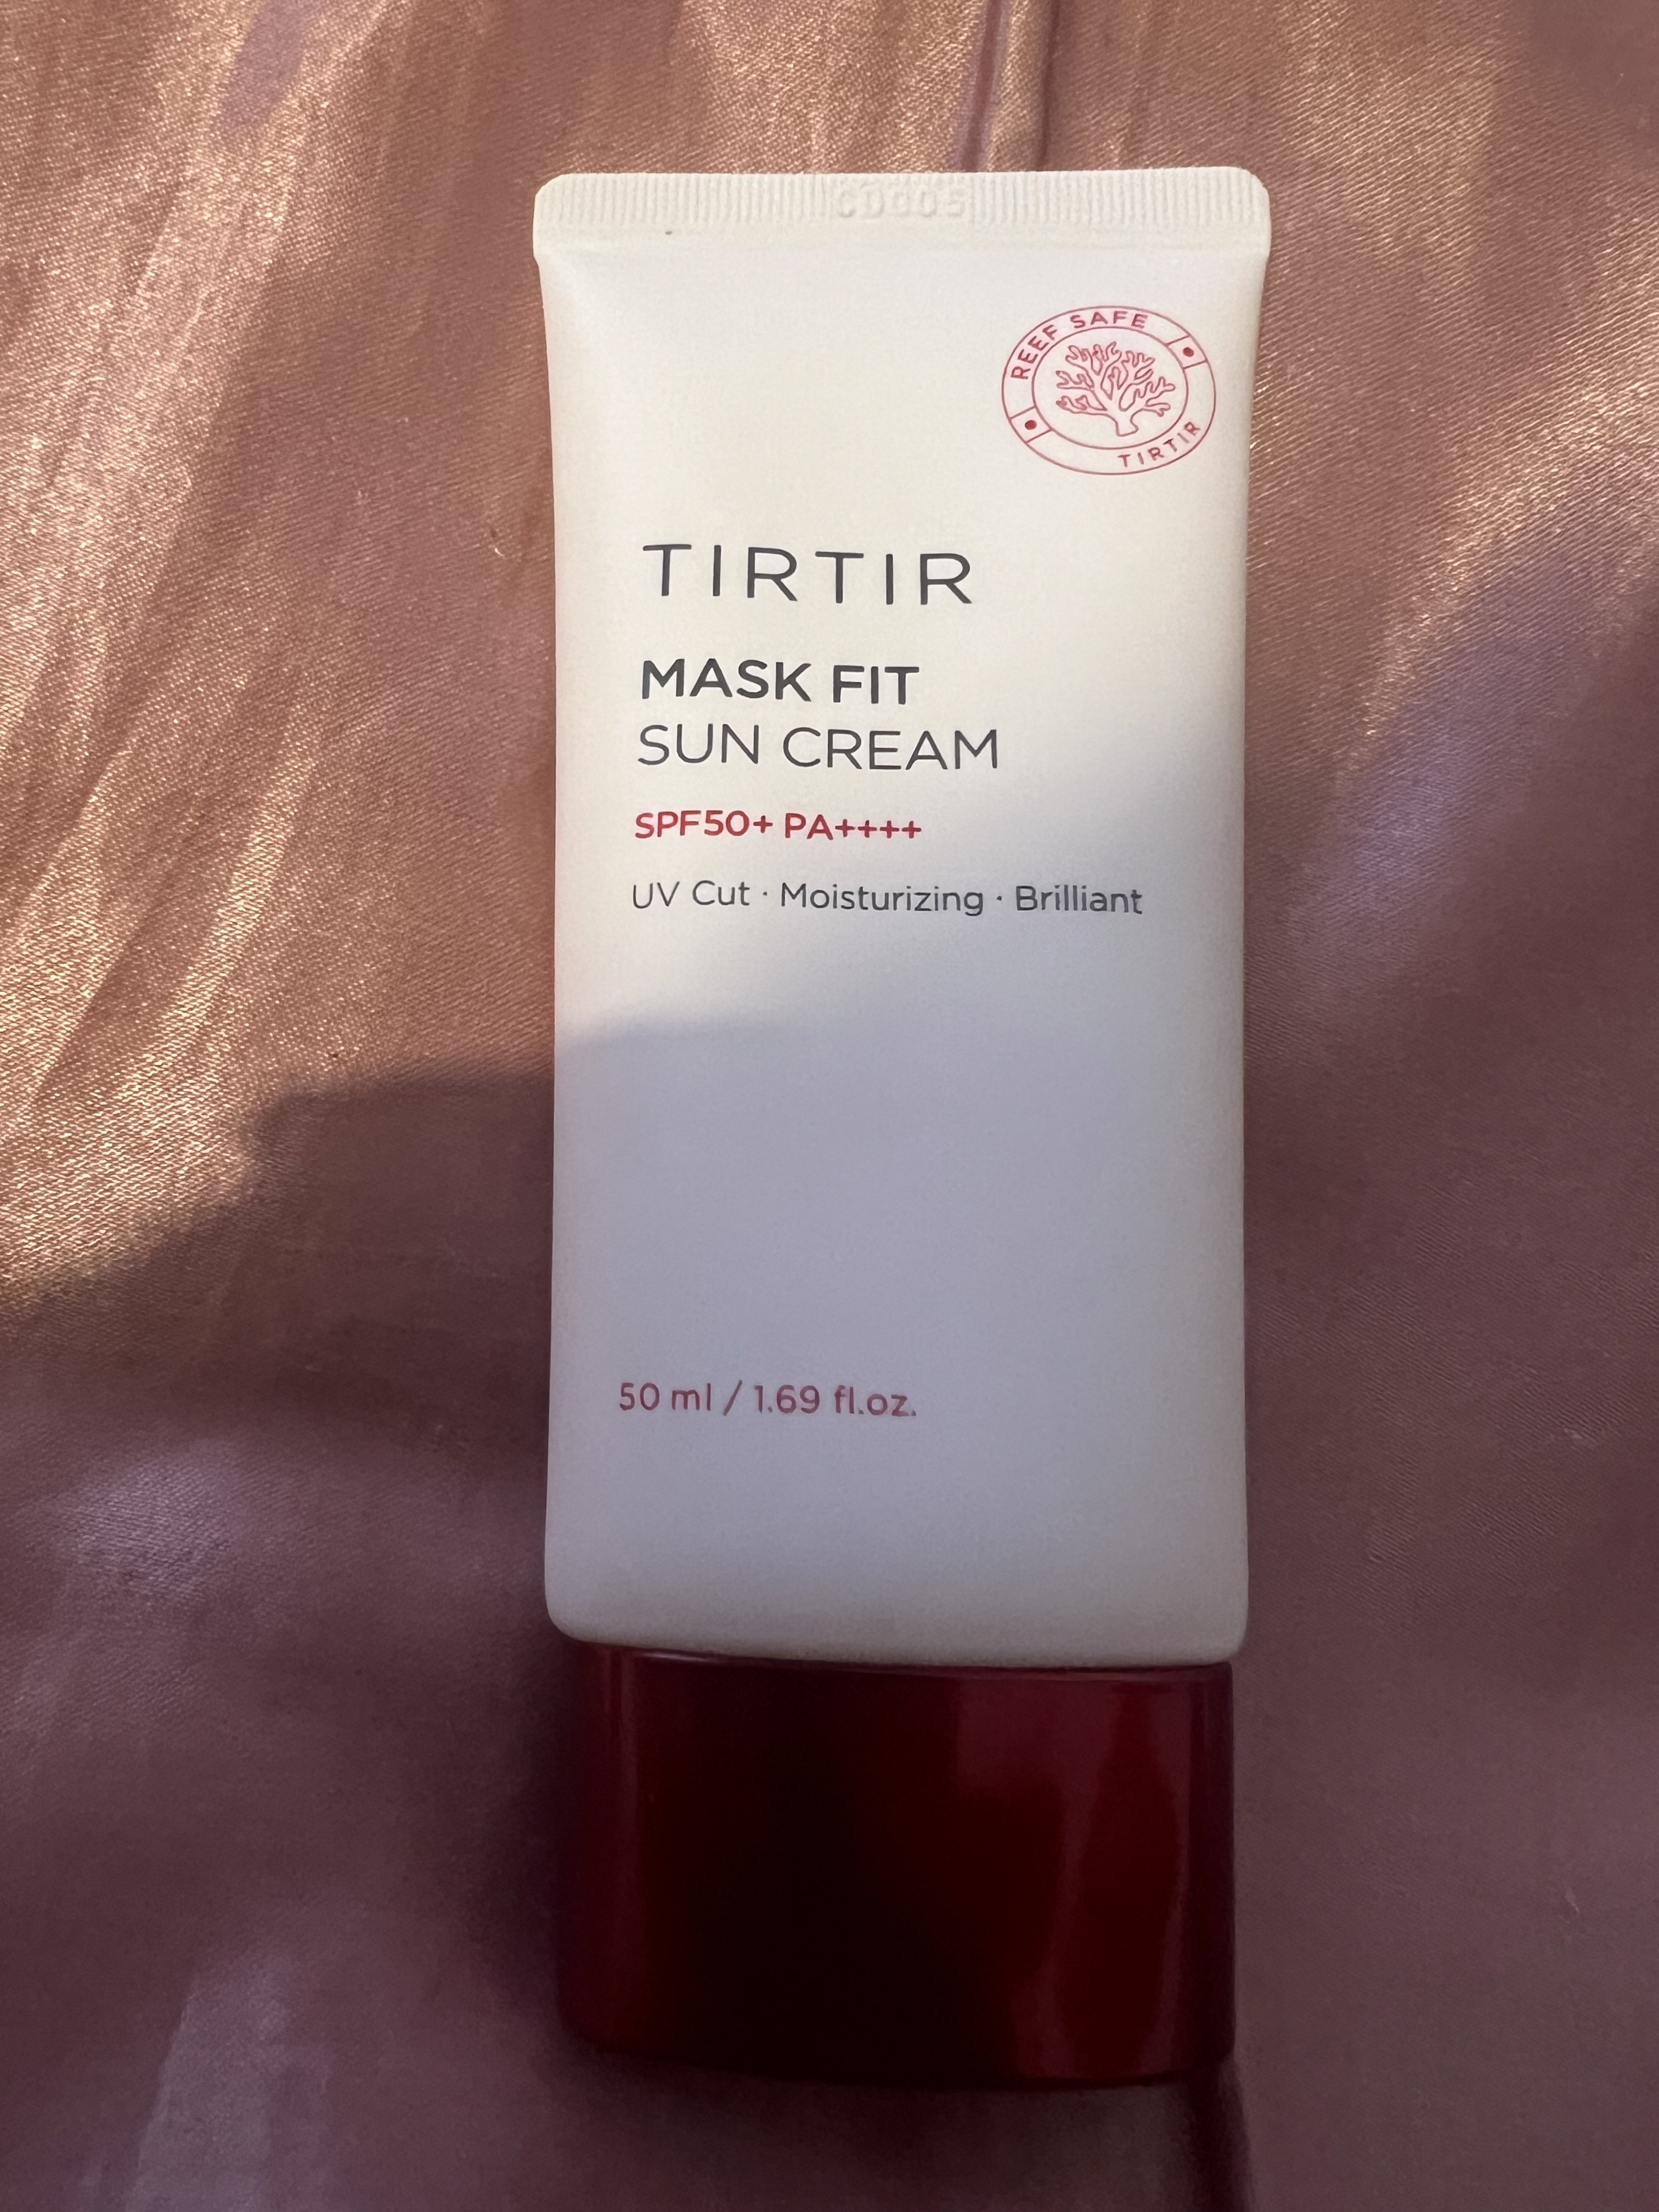 REEF SAFE
TIRTIR
TIRTIR
MASK FIT
SUN CREAM
SPF50+ PA++++
UV Cut · Moisturizing · Brilliant
50 ml / 1.69 fl.oz.